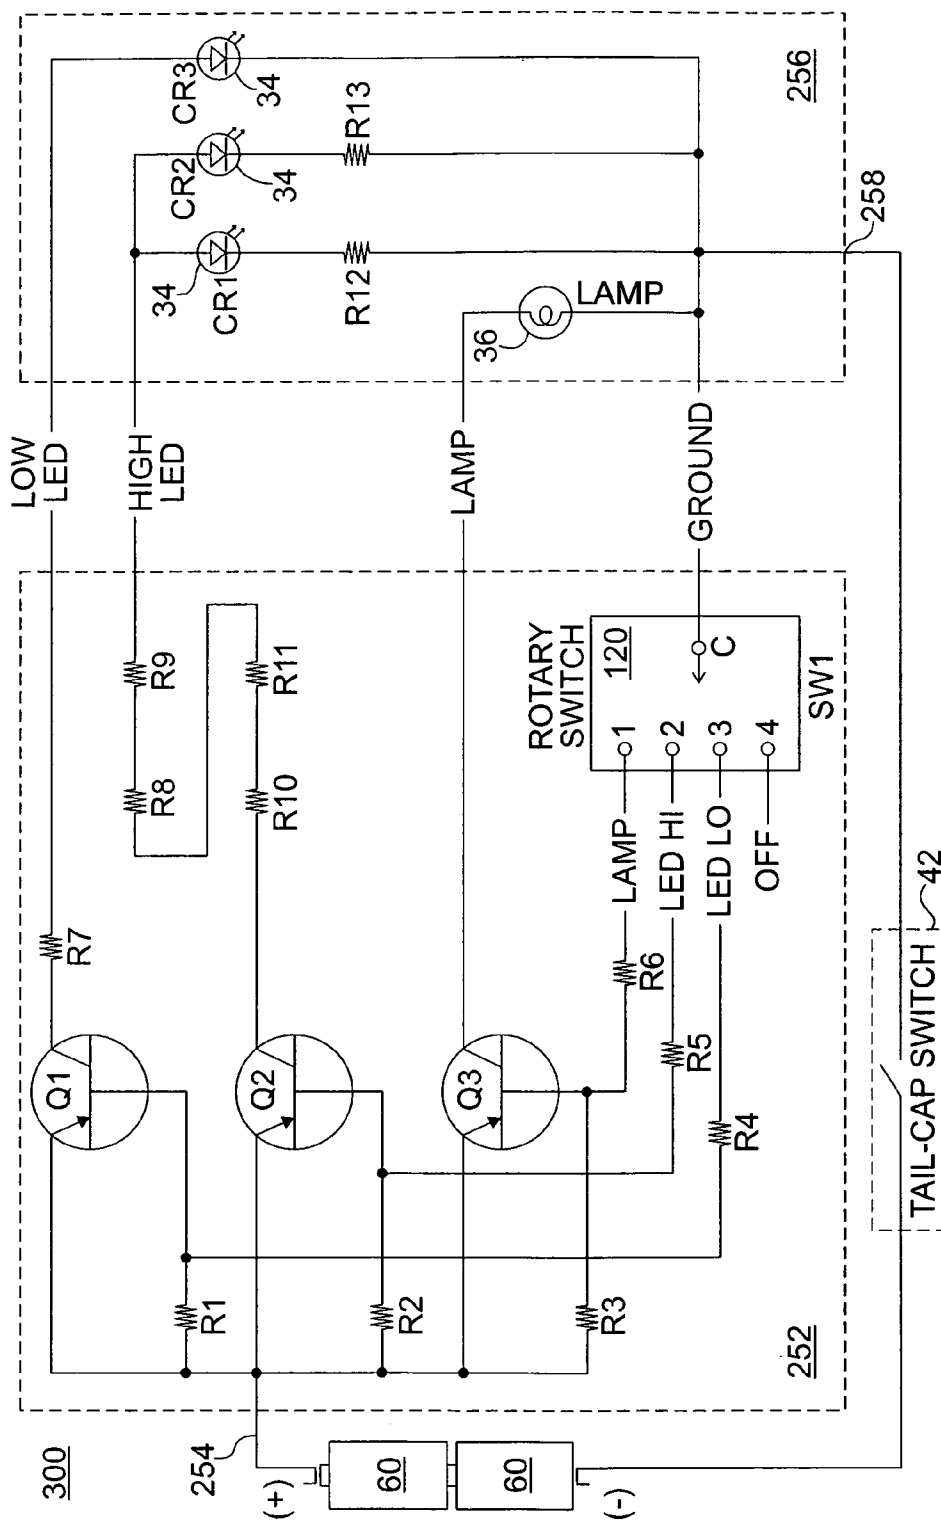 300
254
(+)
60
60
(-)
252
Q1
R7
R1
Q2
R8
R9
R10
R11
R2
Q3
R3
R6
R5
R4
ROTARY
SWITCH
120
C
1
2
3
4
SW1
LAMP
LED HI
LED LO
OFF
LOW
LED
HIGH
LED
LAMP
GROUND
CR3
34
CR2
34
R13
34
CR1
R12
36
LAMP
256
258
TAIL-CAP SWITCH
42